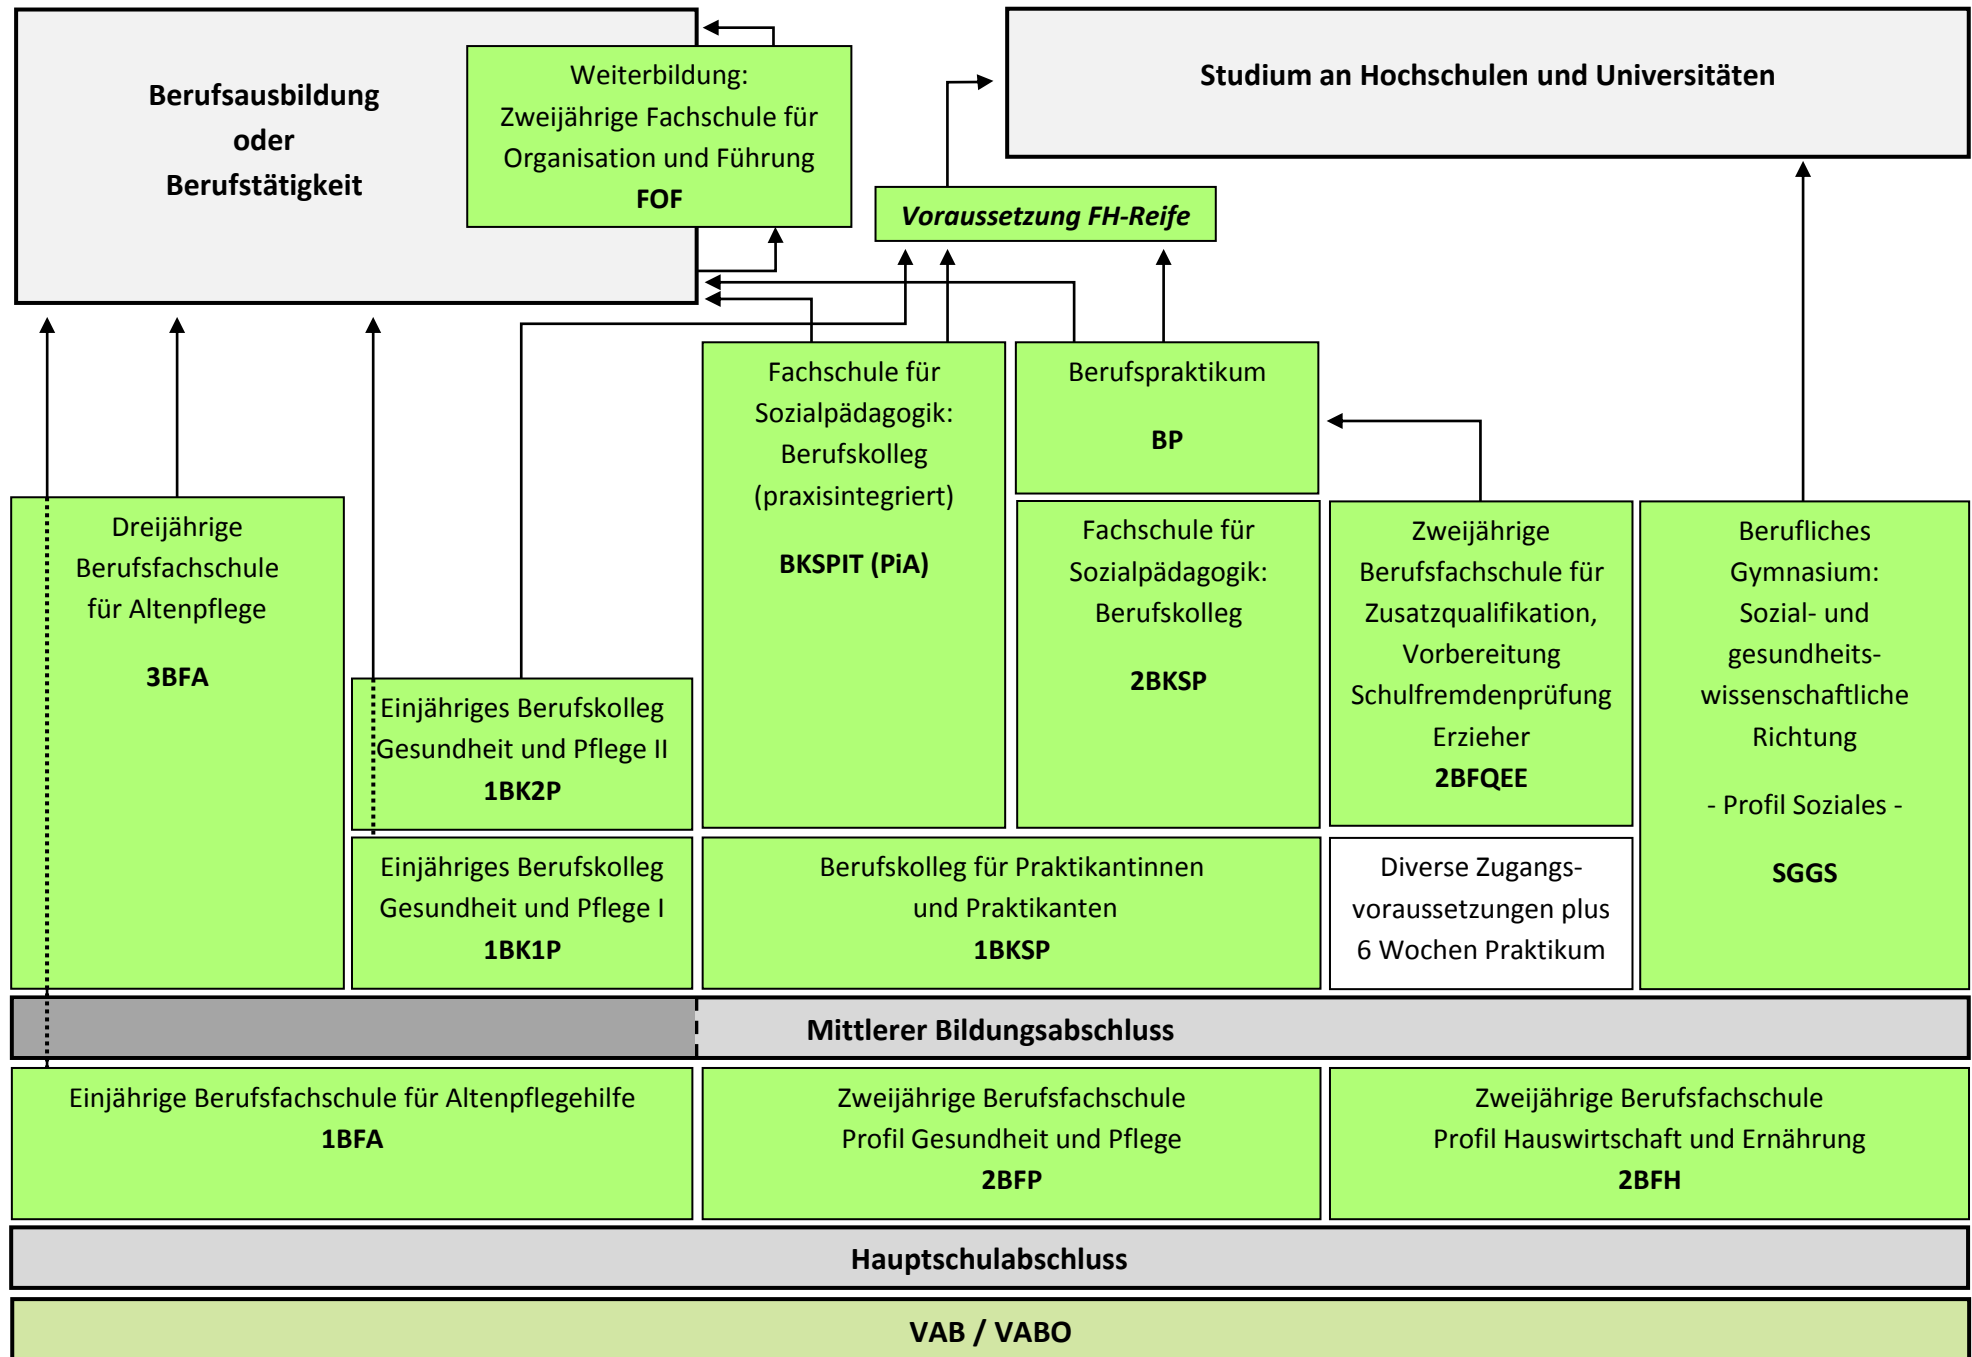 Berufsausbildung
oder
Berufstätigkeit
Weiterbildung:
Zweijährige Fachschule für
Organisation und Führung
FOF
Studium an Hochschulen und Universitäten
Voraussetzung FH-Reife
Fachschule für
Sozialpädagogik:
Berufskolleg
(praxisintegriert)
BKSPIT (PiA)
Berufspraktikum
BP
Dreijährige
Berufsfachschule
für Altenpflege
3BFA
Fachschule für
Sozialpädagogik:
Berufskolleg
2BKSP
Zweijährige
Berufsfachschule für
Zusatzqualifikation,
Vorbereitung
Schulfremdenprüfung
Erzieher
2BFQEE
Berufliches
Gymnasium:
Sozial- und
gesundheits-
wissenschaftliche
Richtung
- Profil Soziales -
SGGS
Einjähriges Berufskolleg
Gesundheit und Pflege II
1BK2P
Einjähriges Berufskolleg
Gesundheit und Pflege I
1BK1P
Berufskolleg für Praktikantinnen
und Praktikanten
1BKSP
Diverse Zugangs-
voraussetzungen plus
6 Wochen Praktikum
Mittlerer Bildungsabschluss
Einjährige Berufsfachschule für Altenpflegehilfe
1BFA
Zweijährige Berufsfachschule
Profil Gesundheit und Pflege
2BFP
Zweijährige Berufsfachschule
Profil Hauswirtschaft und Ernährung
2BFH
Hauptschulabschluss
VAB / VABO